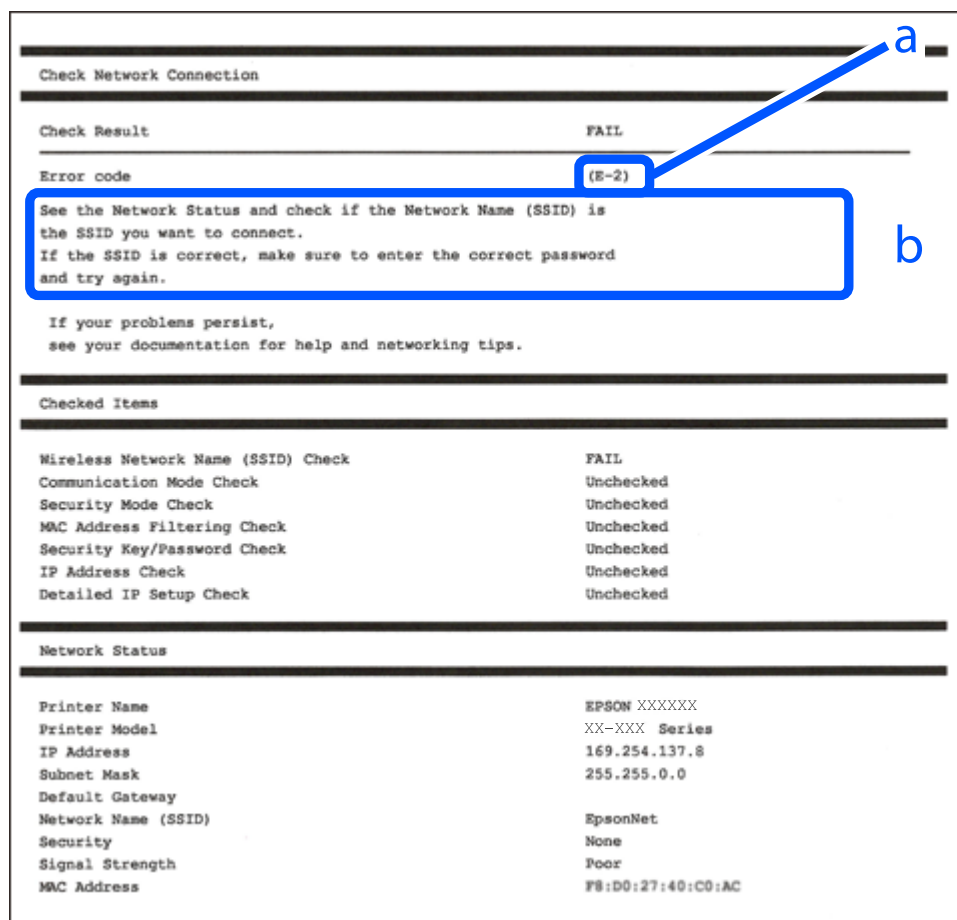 a
Check Network Connection
Check Result FAIL
Error code (E-2)
See the Network Status and check if the Network Name (SSID) is
the SSID you want to connect.
If the SSID is correct, make sure to enter the correct password
and try again.
b
If your problems persist,
see your documentation for help and networking tips.
Checked Items
Wireless Network Name (SSID) Check FAIL
Communication Mode Check Unchecked
Security Mode Check Unchecked
MAC Address Filtering Check Unchecked
Security Key/Password Check Unchecked
IP Address Check Unchecked
Detailed IP Setup Check Unchecked
Network Status
Printer Name EPSON XXXXXX
Printer Model XX-XXX Series
IP Address 169.254.137.8
Subnet Mask 255.255.0.0
Default Gateway
Network Name (SSID) EpsonNet
Security None
Signal Strength Poor
MAC Address F8:D0:27:40:C0:AC